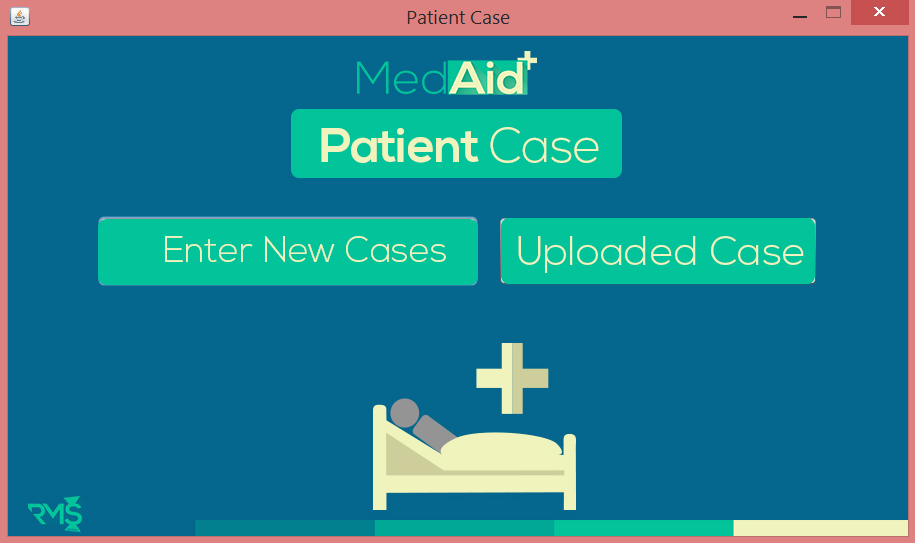 Patient Case
MedAid
Patient Case
Enter New Cases
Uploaded Case
RMS